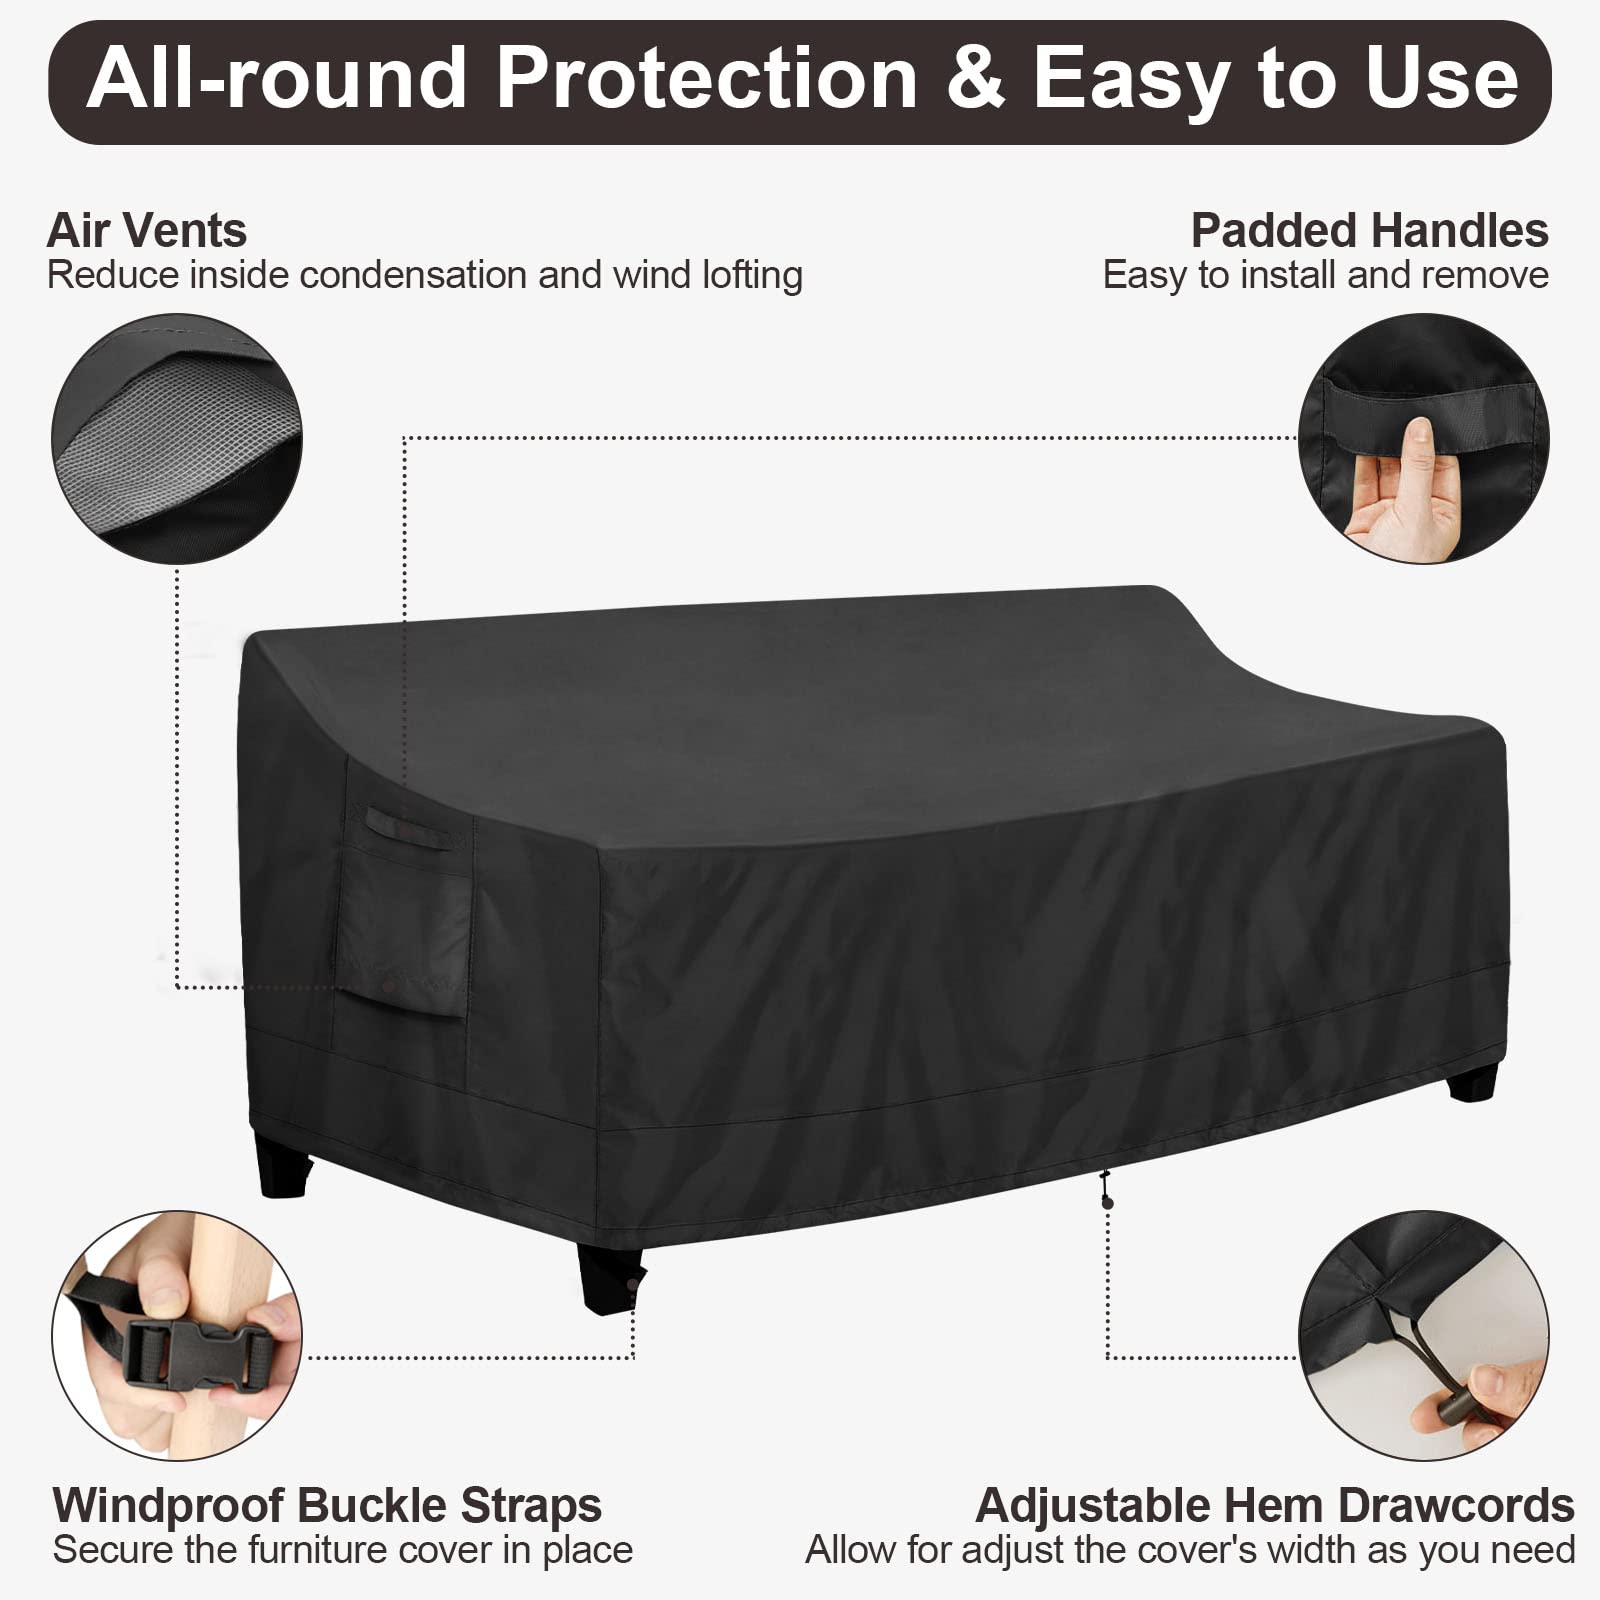 All-round Protection & Easy to Use
Air Vents
Reduce inside condensation and wind lofting
Padded Handles
Easy to install and remove
Windproof Buckle Straps
Secure the furniture cover in place
Adjustable Hem Drawcords
Allow for adjust the cover's width as you need